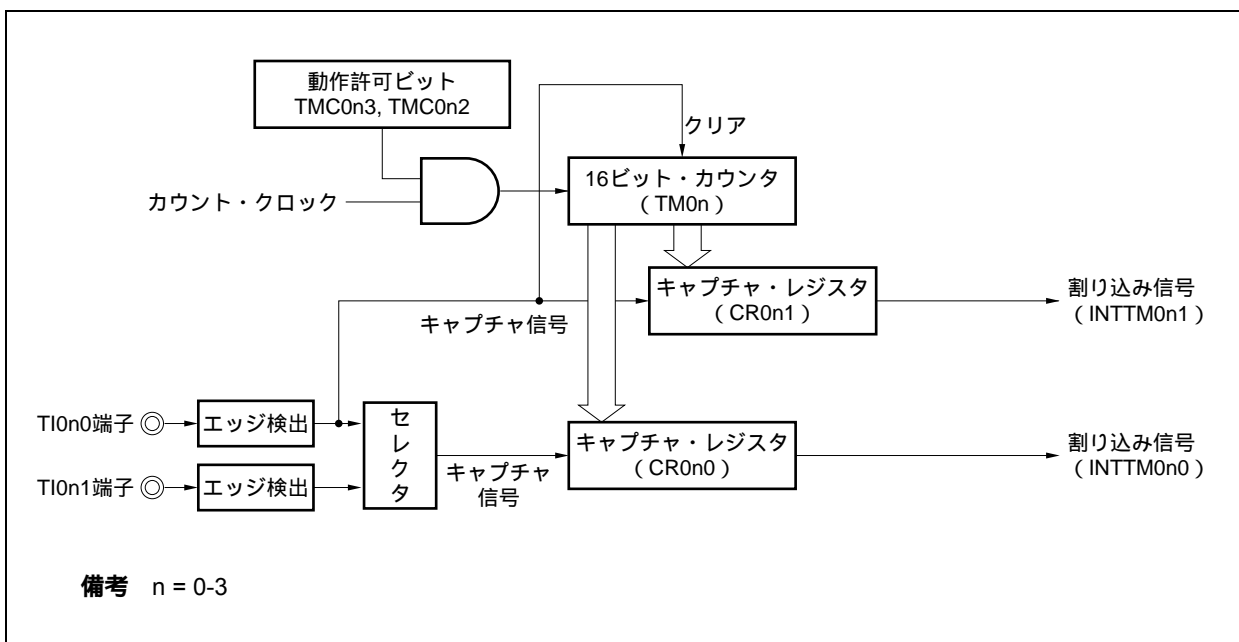 動作許可ビット
TMC0n3, TMC0n2
クリア
カウント・クロック
16ビット・カウンタ
（TM0n）
キャプチャ・レジスタ
（CR0n1）
割り込み信号
（INTTM0n1）
キャプチャ信号
TI0n0端子
エッジ検出
セレクタ
キャプチャ・レジスタ
（CR0n0）
割り込み信号
（INTTM0n0）
キャプチャ
信号
TI0n1端子
エッジ検出
備考 n = 0-3